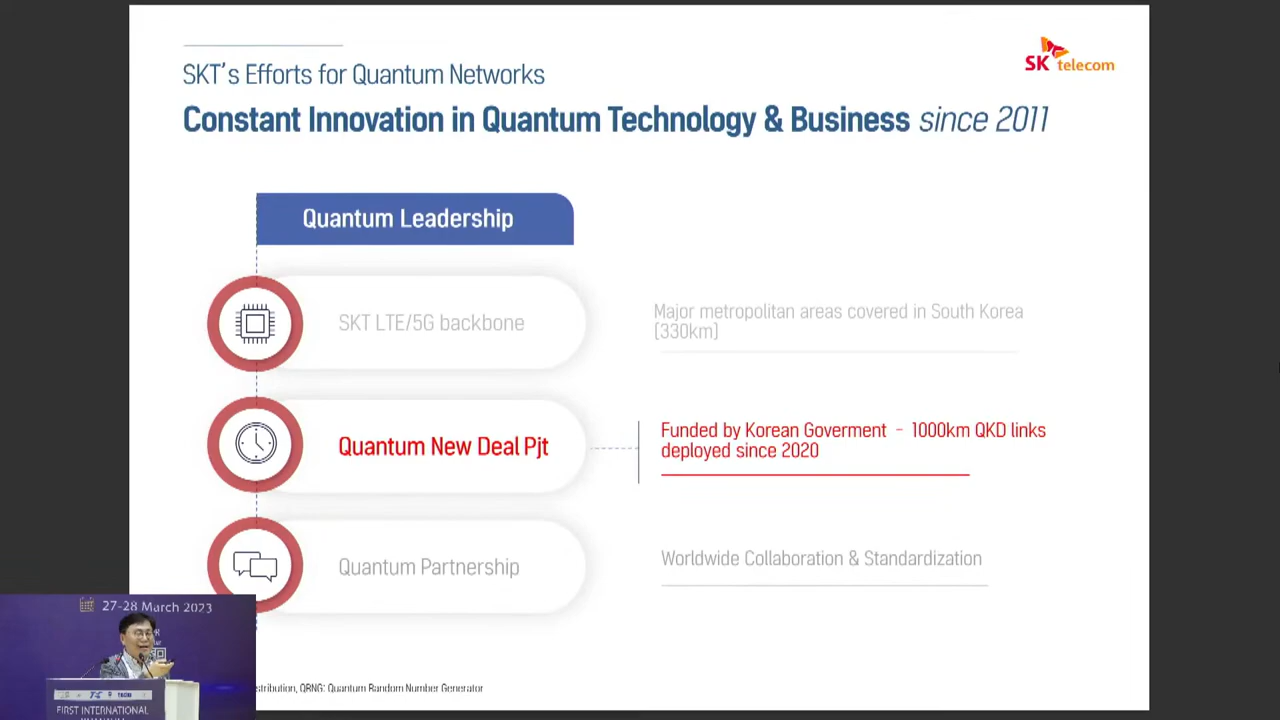 SKT's Efforts for Quantum Networks
SK telecom
Constant Innovation in Quantum Technology & Business since 2011
Quantum Leadership
SKT LTE/5G backbone
Major metropolitan areas covered in South Korea
(330km)
Quantum New Deal Pjt
Funded by Korean Goverment - 1000km QKD links
deployed since 2020
Quantum Partnership
Worldwide Collaboration & Standardization
27-28 March 2023
FIRST INTERNATIONAL
stribution, QRNG: Quantum Random Number Generator